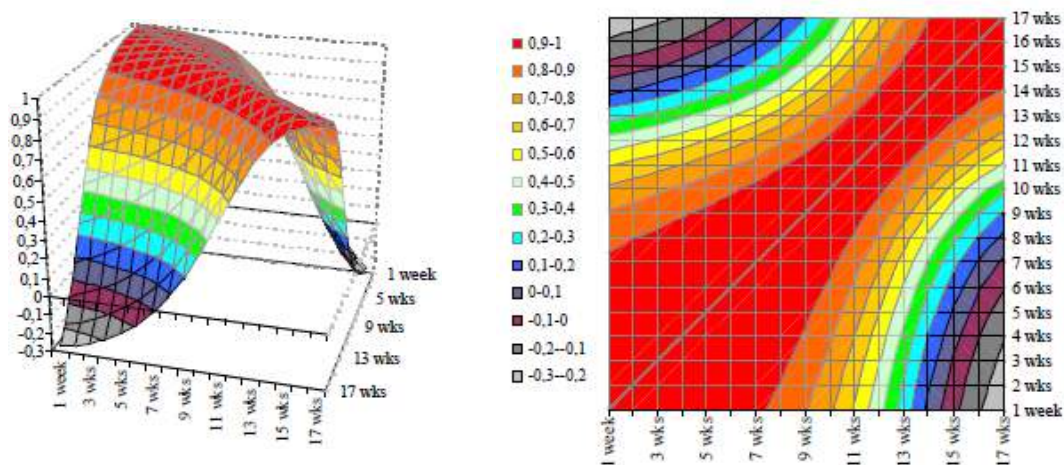 1
0,9
0,8
0,7
0,6
0,5
0,4
0,3
0,2
0,1
0
-0,1
-0,2
-0,3
1 week
3 wks
5 wks
7 wks
9 wks
11 wks
13 wks
15 wks
17 wks
1 week
5 wks
9 wks
13 wks
17 wks
0.9-1
0.8-0.9
0.7-0.8
0.6-0.7
0.5-0.6
0.4-0.5
0.3-0.4
0.2-0.3
0.1-0.2
0-0,1
-0,1-0
-0,2--0,1
-0.3--0.2
17 wks
16 wks
15 wks
14 wks
13 wks
12 wks
11 wks
10 wks
9 wks
8 wks
7 wks
6 wks
5 wks
4 wks
3 wks
2 wks
1 week
1 week
3 wks
5 wks
7 wks
9 wks
11 wks
13 wks
15 wks
17 wks